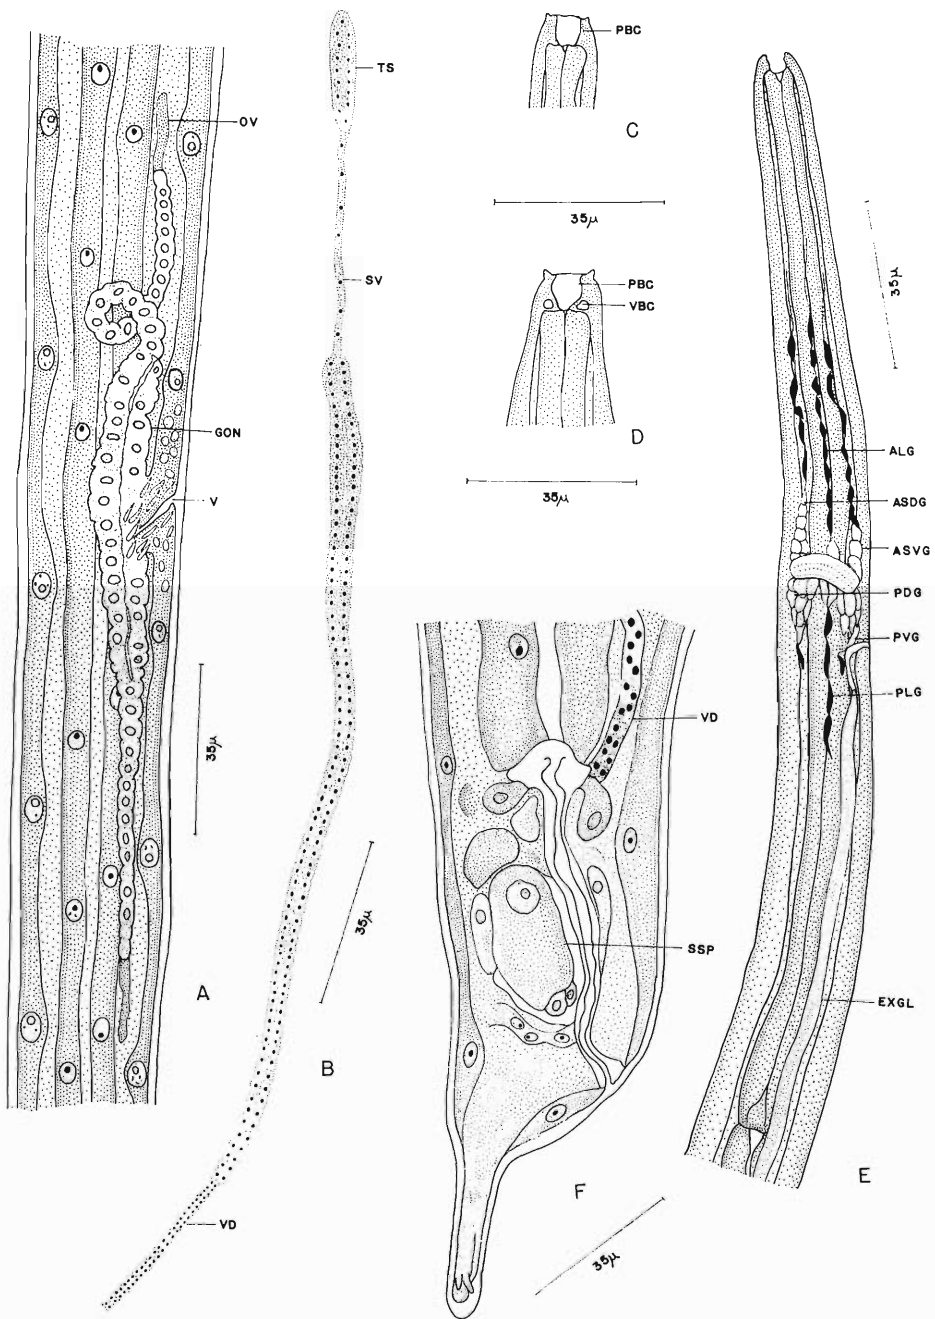 OV
GON
V
35μ
A
TS
SV
35μ
B
VD
PBC
C
35μ
PBC
VBC
D
35μ
VD
SSP
F
35μ
35μ
ALG
ASDG
ASVG
PDG
PVG
PLG
EXGL
E